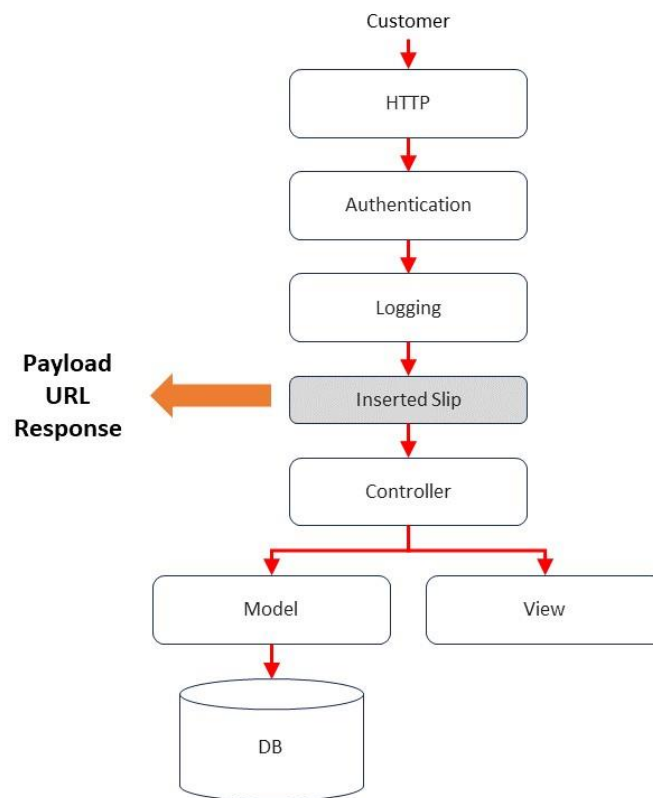 Customer
HTTP
Authentication
Logging
Payload
URL
Response
Inserted Slip
Controller
Model
View
DB